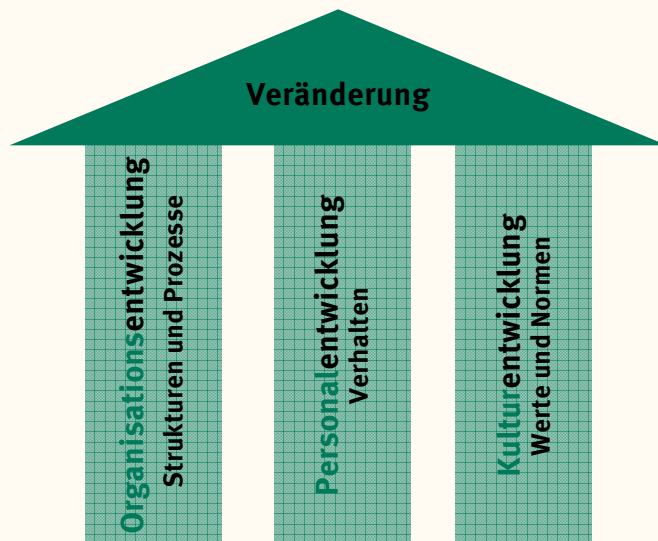 Veränderung
Organisationsentwicklung
Strukturen und Prozesse
Personalentwicklung
Verhalten
Kulturentwicklung
Werte und Normen